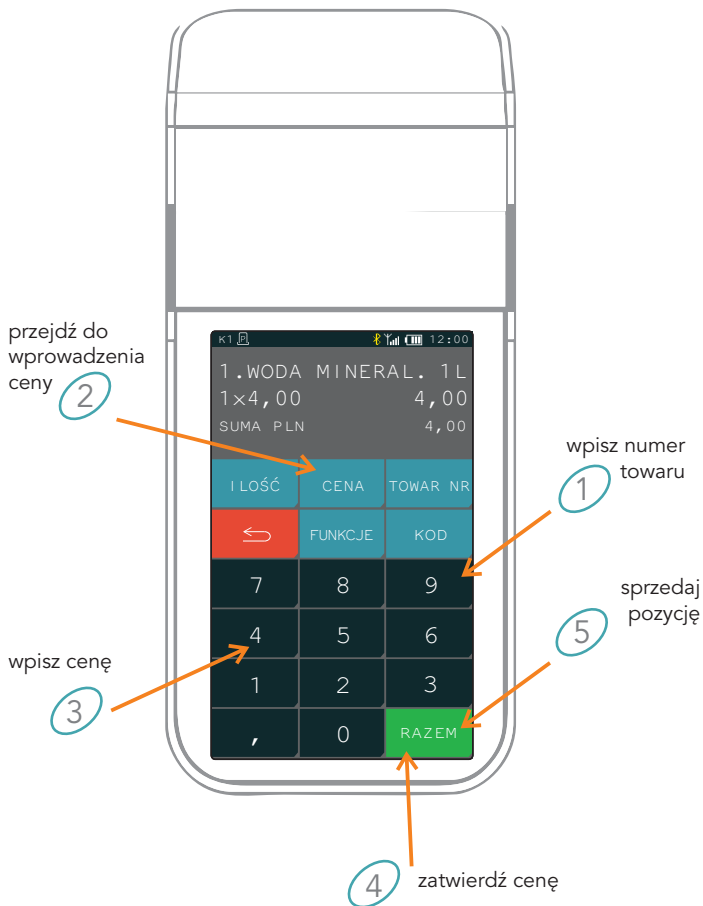 K1 P 12:00
1.WODA MINERAL. 1L
1×4,00 4,00
SUMA PLN 4,00
przejdź do
wprowadzenia
ceny
2
wpisz numer
towaru
1
ILOŚĆ CENA TOWAR NR
FUNKCJE KOD
7 8 9
sprzedaj
pozycję
5
4 5 6
wpisz cenę
3
1 2 3
, 0 RAZEM
4 zatwierdź cenę